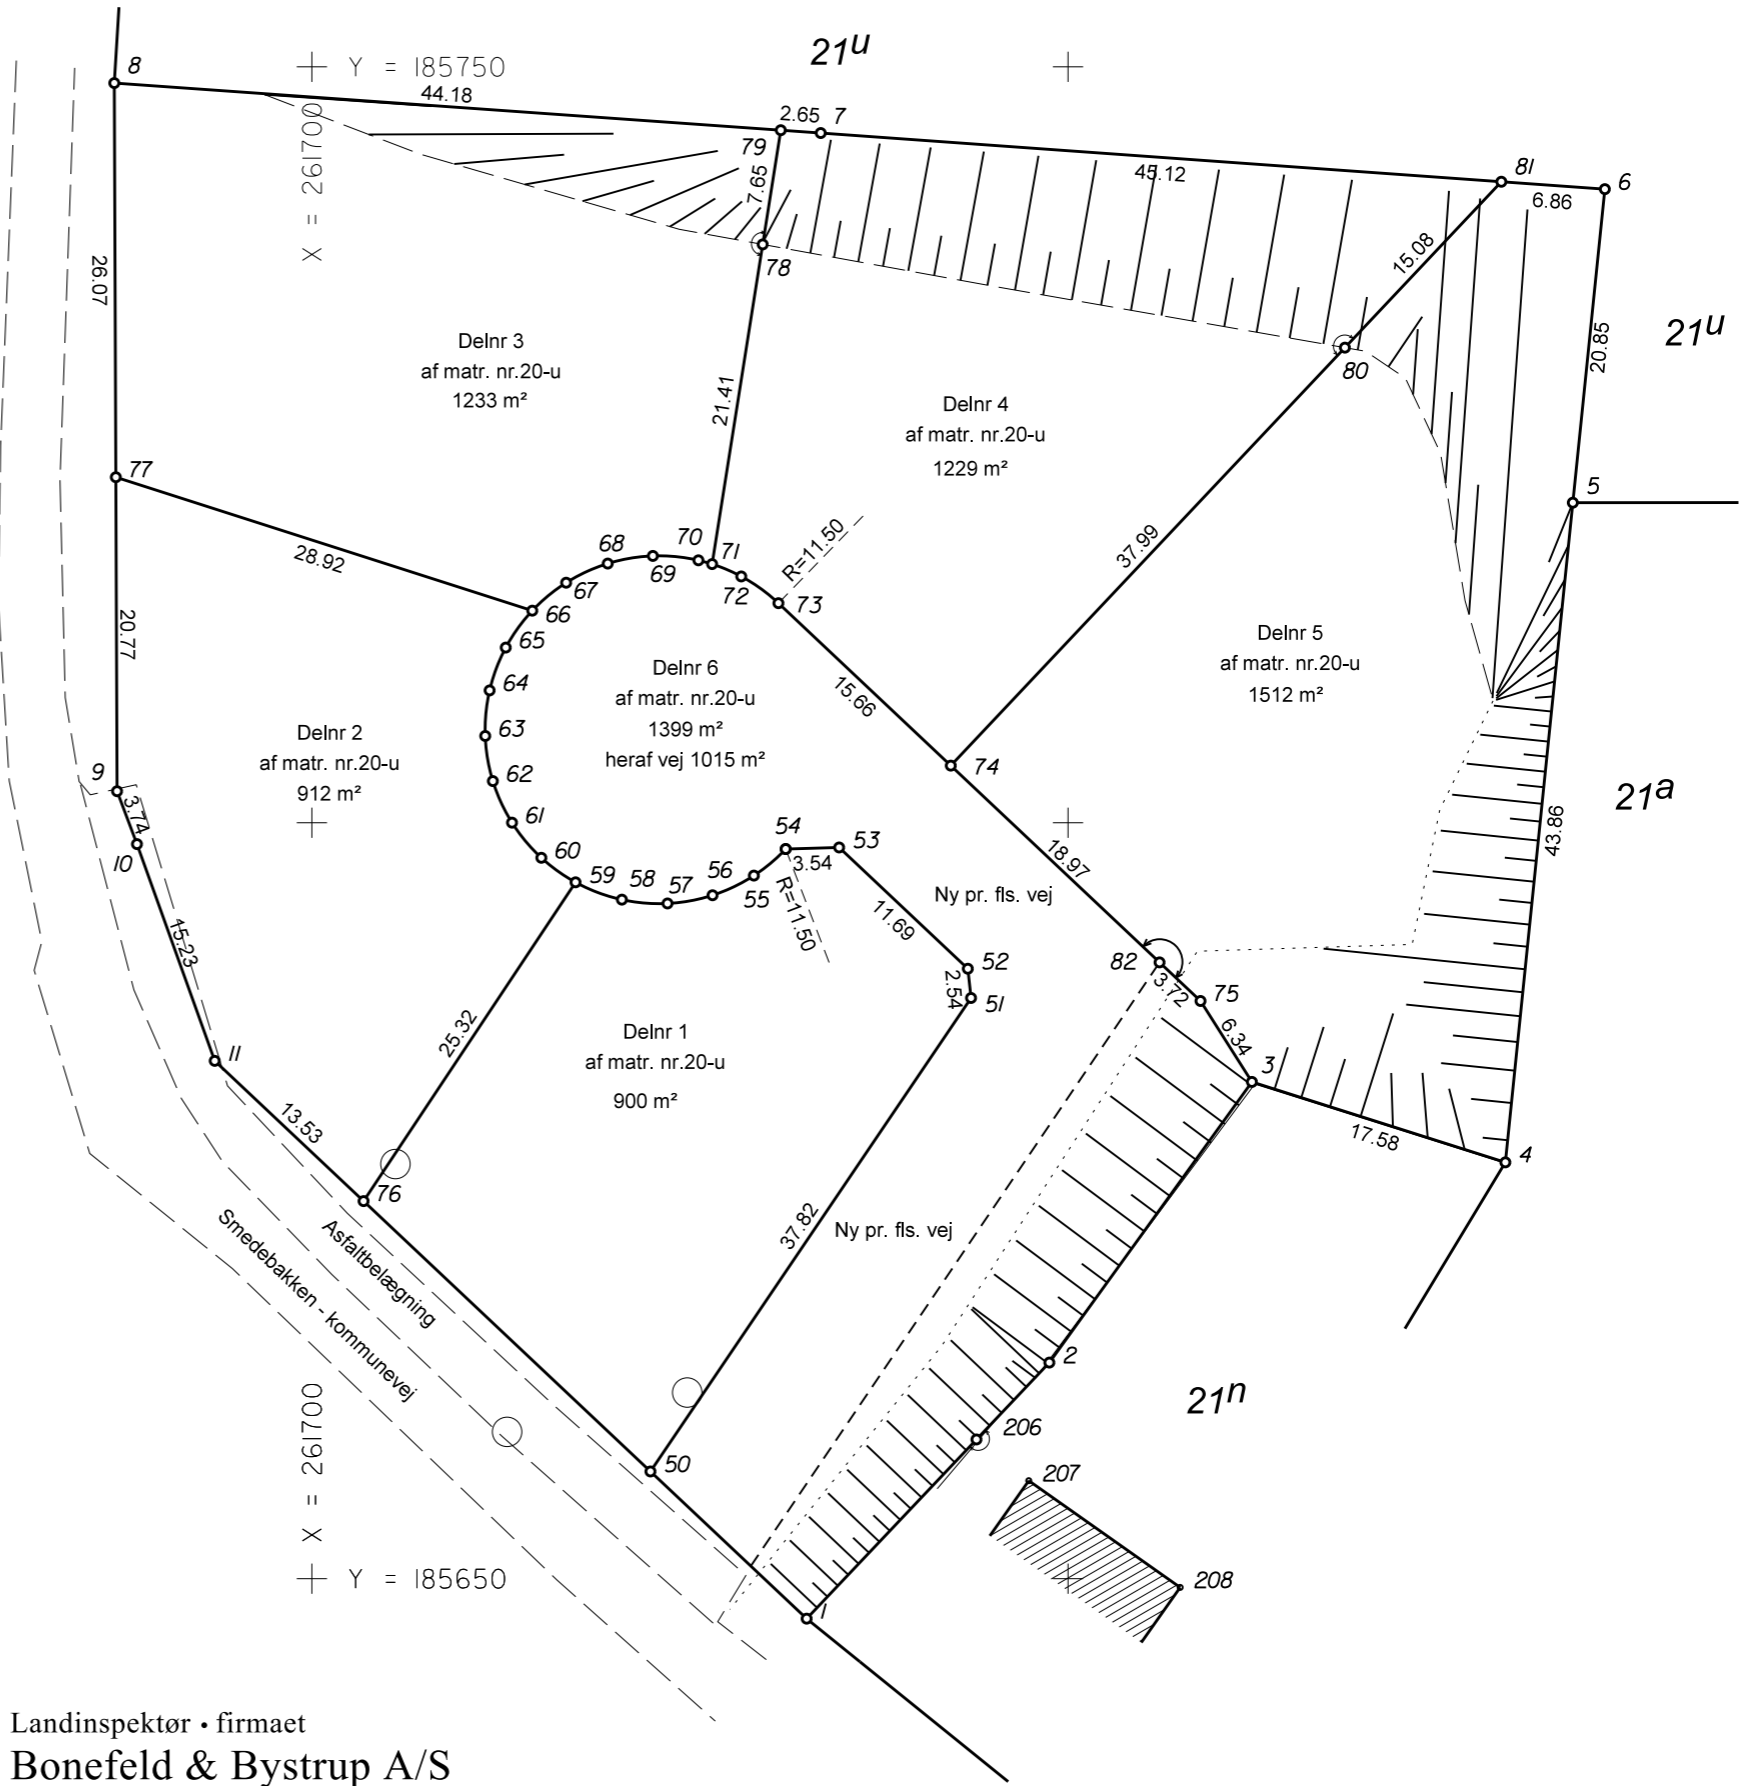 21u
8
Y = 185750
44.18
2.65
7
X = 261700
79
7.65
45.12
81
6
6.86
15.08
78
26.07
20.85
21u
Delnr 3
af matr. nr.20-u
1233 m²
80
21.41
Delnr 4
af matr. nr.20-u
1229 m²
77
5
28.92
68
70
71
R=11.50
37.99
69
67
72
73
66
20.77
65
Delnr 5
af matr. nr.20-u
1512 m²
64
Delnr 6
af matr. nr.20-u
1399 m²
heraf vej 1015 m²
15.66
63
Delnr 2
af matr. nr.20-u
912 m²
74
9
62
21a
3.74
61
43.86
54
53
10
60
3.54
18.97
59
58
57
56
55
R=11.50
Ny pr. fls. vej
11.69
15.23
52
82
2.54
51
3.72
75
25.32
Delnr 1
af matr. nr.20-u
900 m²
11
6.34
3
13.53
17.58
4
76
37.82
Ny pr. fls. vej
Asfaltbelægning
Smedebakken - kommunevej
2
21n
X = 261700
206
50
207
Y = 185650
208
1
Landinspektør • firmaet
Bonefeld & Bystrup A/S